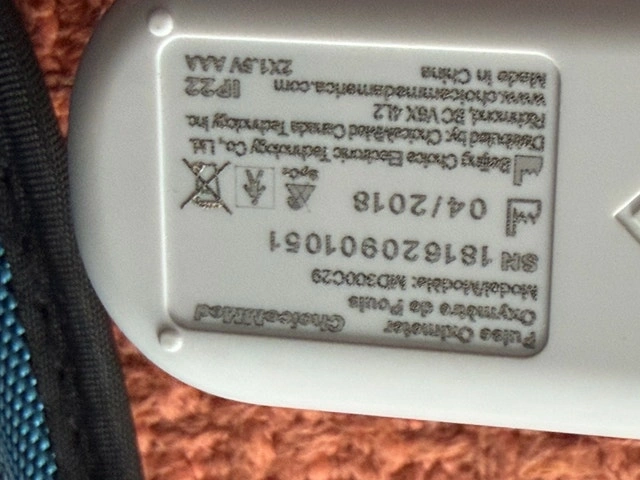 Pulse Oximeter ChoiceMMed
Oxymètre de Pouls
Model/Modèle: MD300C29
SN 181620901051
04/2018 SpO₂
Beijing Choice Electronic Technology Co., Ltd.
Distributed by ChoiceMMed Canada Technology Inc.
Richmond, BC V6X 4L2
www.choicemmedamerica.com IP22
Made in China 2X1.5V AAA